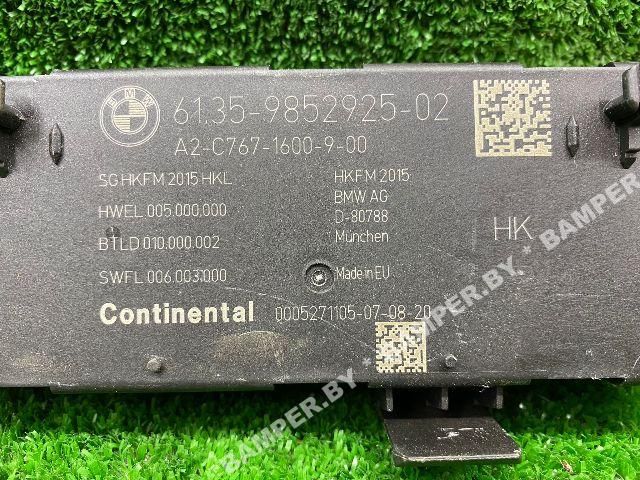 BMW
61.35-9852925-02
A2-C767-1600-9-00
SG HKFM 2015 HKL
HWEL 005.000.000
BTLD 010.000.002
SWFL 006.003.000
HKFM 2015
BMW AG
D-80788
München
Made in EU
HK
Continental 0005271105-07-08-20
BAMPER.BY * BAMPER.BY. * BAMPER.BY